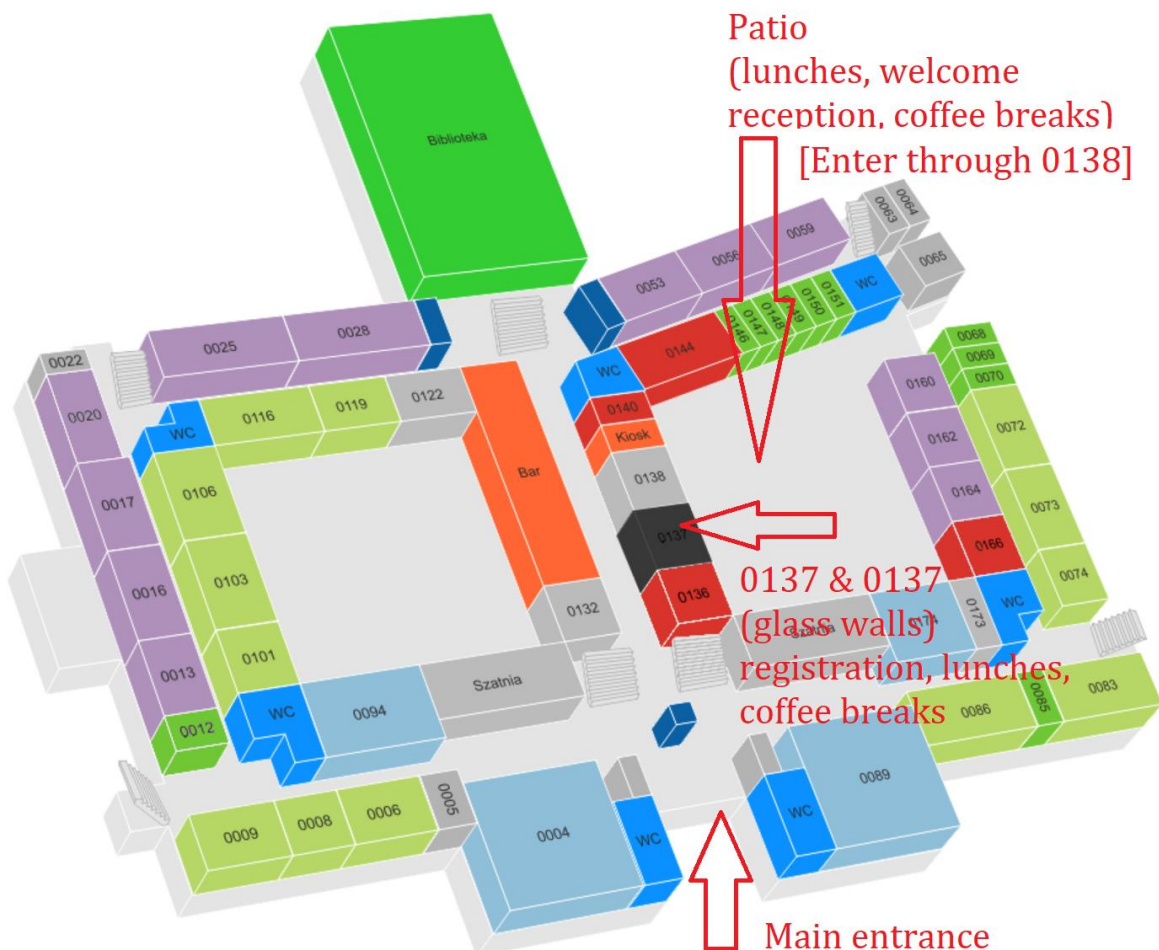 Patio
(lunches, welcome
reception, coffee breaks)
[Enter through 0138]
Biblioteka
0064
0063
0059
0056
0053
0065
WC
0151
0150
0149
0148
0147
0146
0144
WC
0140
Kiosk
0138
0137
0136
0028
0025
0022
0020
0017
0016
0013
0012
WC
0116
0119
0122
Bar
0106
0103
0101
0132
Szatnia
0094
WC
0068
0069
0070
0160
0162
0164
0166
0072
0073
0074
WC
0173
0174
Szatnia
0137 & 0137
(glass walls)
registration, lunches,
coffee breaks
0083
0085
0086
0089
WC
0009
0008
0006
0005
0004
WC
Main entrance